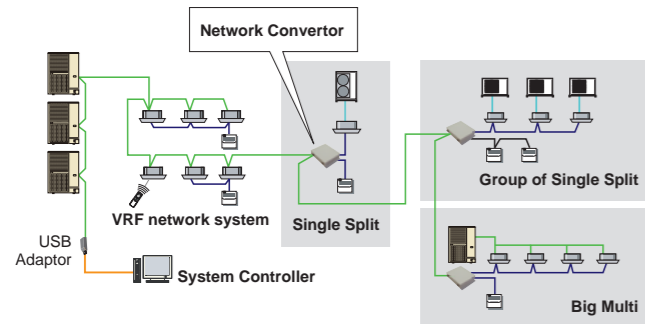 Network Convertor
VRF network system
Single Split
Group of Single Split
USB
Adaptor
System Controller
Big Multi